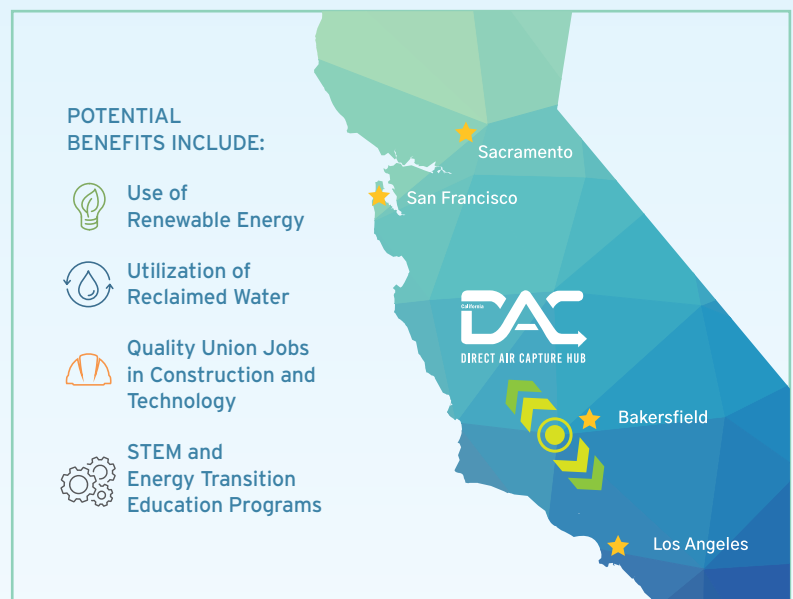 POTENTIAL
BENEFITS INCLUDE:
Use of
Renewable Energy
Utilization of
Reclaimed Water
Quality Union Jobs
in Construction and
Technology
STEM and
Energy Transition
Education Programs
Sacramento
San Francisco
California
DAC
DIRECT AIR CAPTURE HUB
Bakersfield
Los Angeles